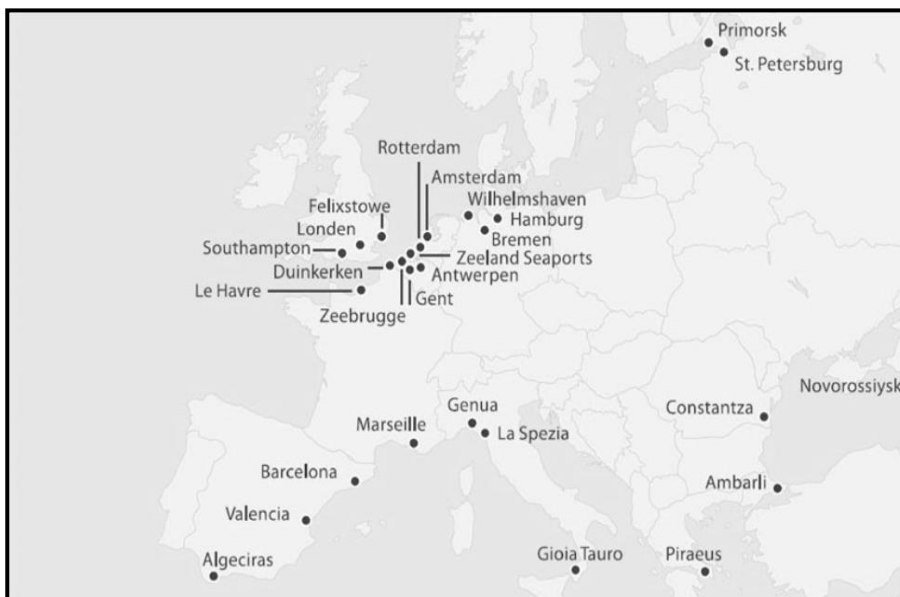 Primorsk
St. Petersburg
Rotterdam
Amsterdam
Wilhelmshaven
Felixstowe
Hamburg
Londen
Bremen
Southampton
Zeeland Seaports
Duinkerken
Antwerpen
Le Havre
Gent
Zeebrugge
Novorossiysk
Genua
Constantza
Marseille
La Spezia
Barcelona
Ambarli
Valencia
Gioia Tauro
Piraeus
Algeciras